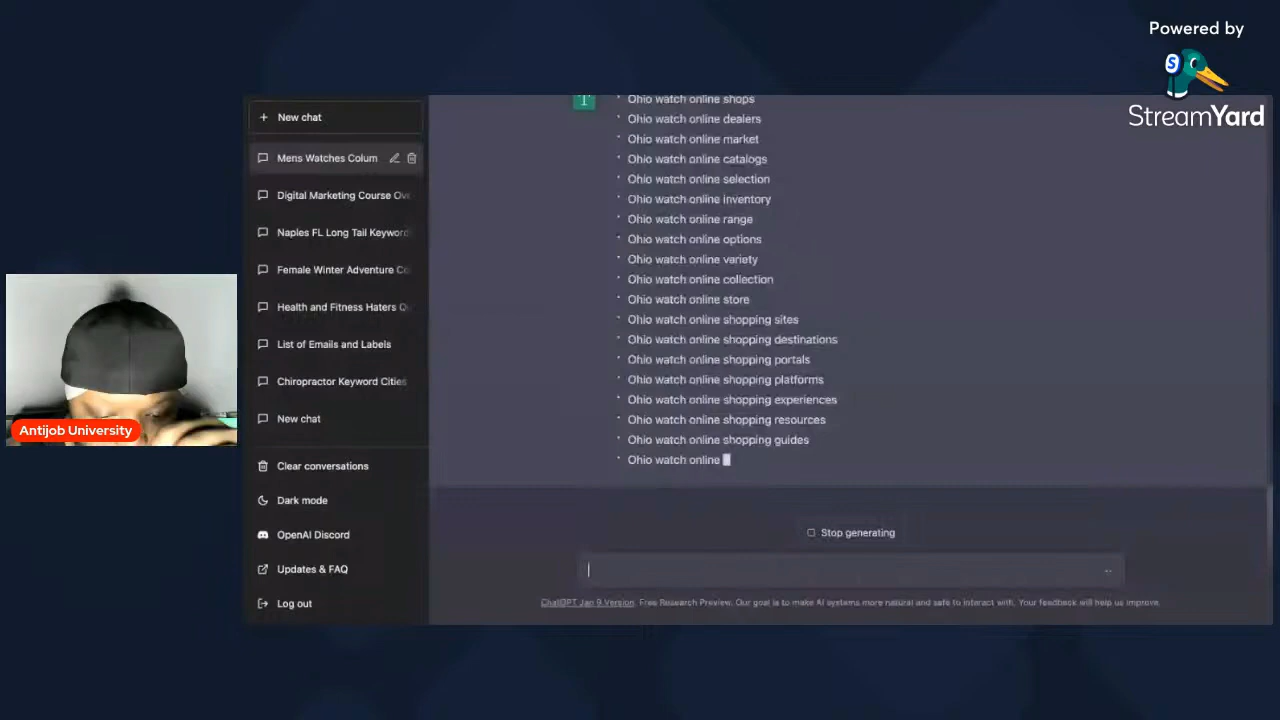 Powered by
StreamYard
Antijob University
New chat
Mens Watches Colum
Digital Marketing Course Ov
Naples FL Long Tail Keyword
Female Winter Adventure Co
Health and Fitness Haters Qu
List of Emails and Labels
Chiropractor Keyword Cities
New chat
Clear conversations
Dark mode
OpenAI Discord
Updates & FAQ
Log out
Ohio watch online shops
Ohio watch online dealers
Ohio watch online market
Ohio watch online catalogs
Ohio watch online selection
Ohio watch online inventory
Ohio watch online range
Ohio watch online options
Ohio watch online variety
Ohio watch online collection
Ohio watch online store
Ohio watch online shopping sites
Ohio watch online shopping destinations
Ohio watch online shopping portals
Ohio watch online shopping platforms
Ohio watch online shopping experiences
Ohio watch online shopping resources
Ohio watch online shopping guides
Ohio watch online
Stop generating
ChatGPT Jan 9 Version. Free Research Preview. Our goal is to make AI systems more natural and safe to interact with. Your feedback will help us improve.